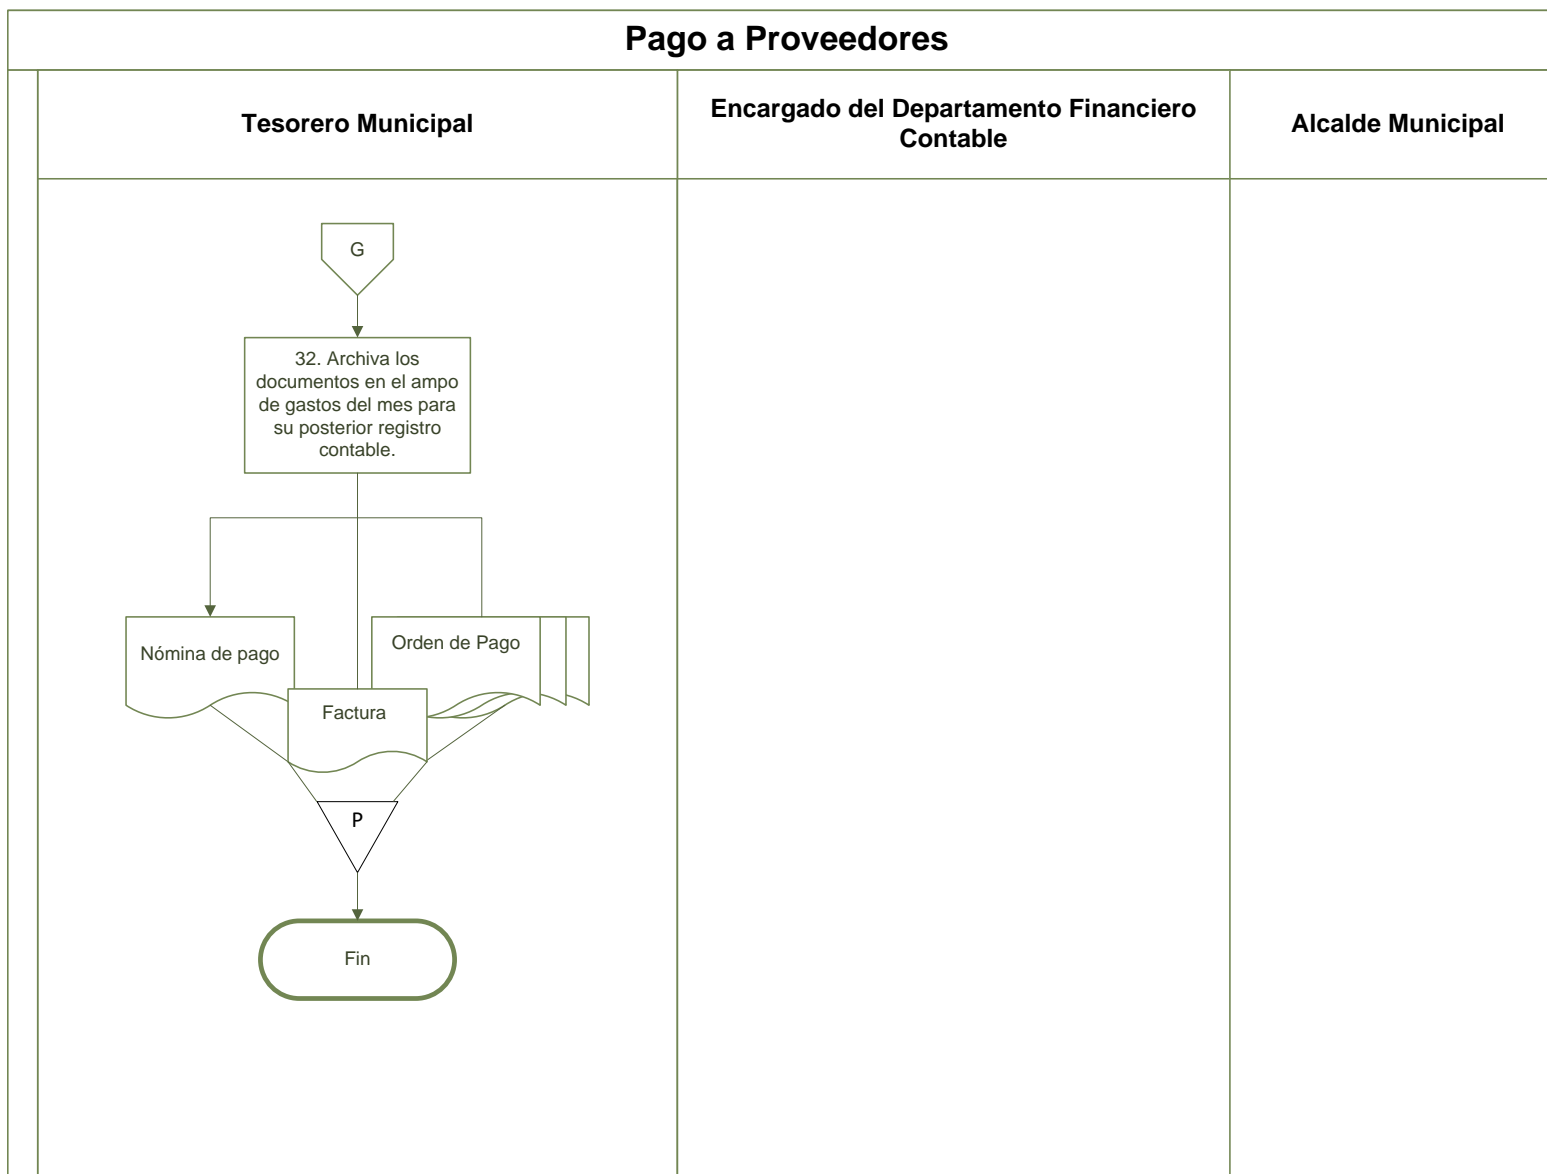 Pago a Proveedores
Tesorero Municipal
Encargado del Departamento Financiero
Contable
Alcalde Municipal
G
32. Archiva los
documentos en el ampo
de gastos del mes para
su posterior registro
contable.
Nómina de pago
Orden de Pago
Factura
P
Fin